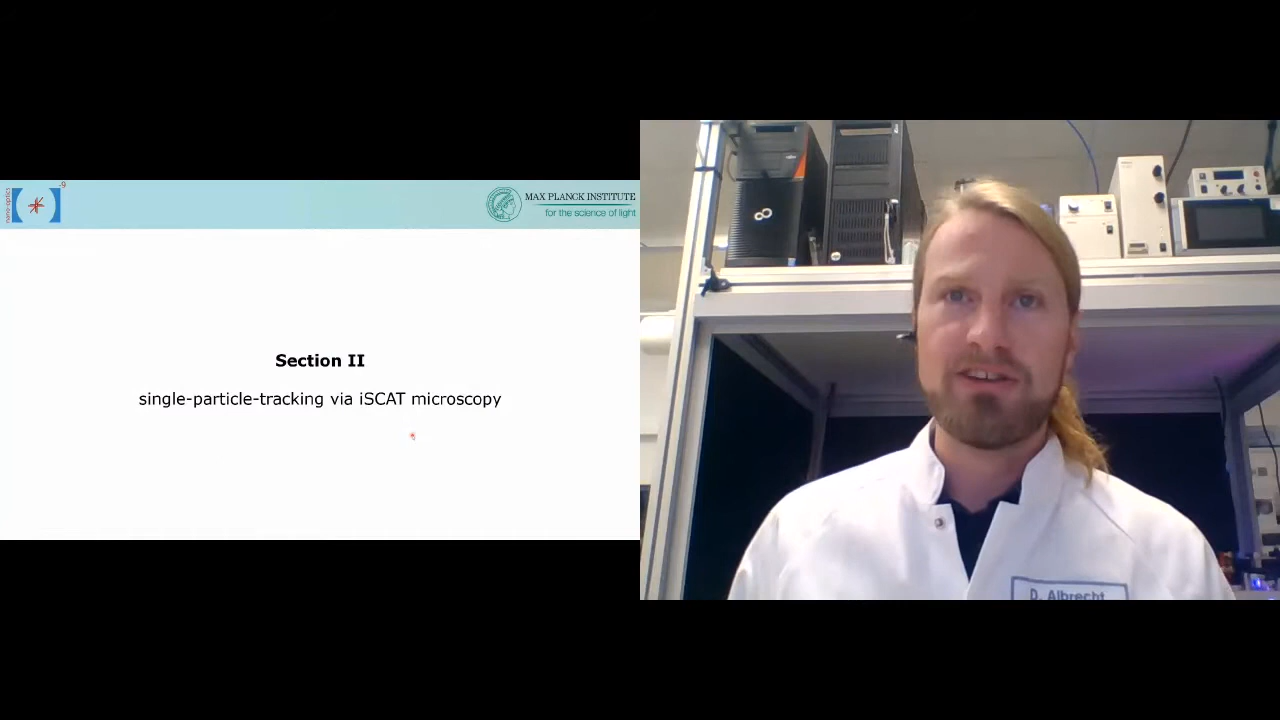 nano-optics
-9
MAX PLANCK INSTITUTE
for the science of light
Section II
single-particle-tracking via iSCAT microscopy
D. Albrecht